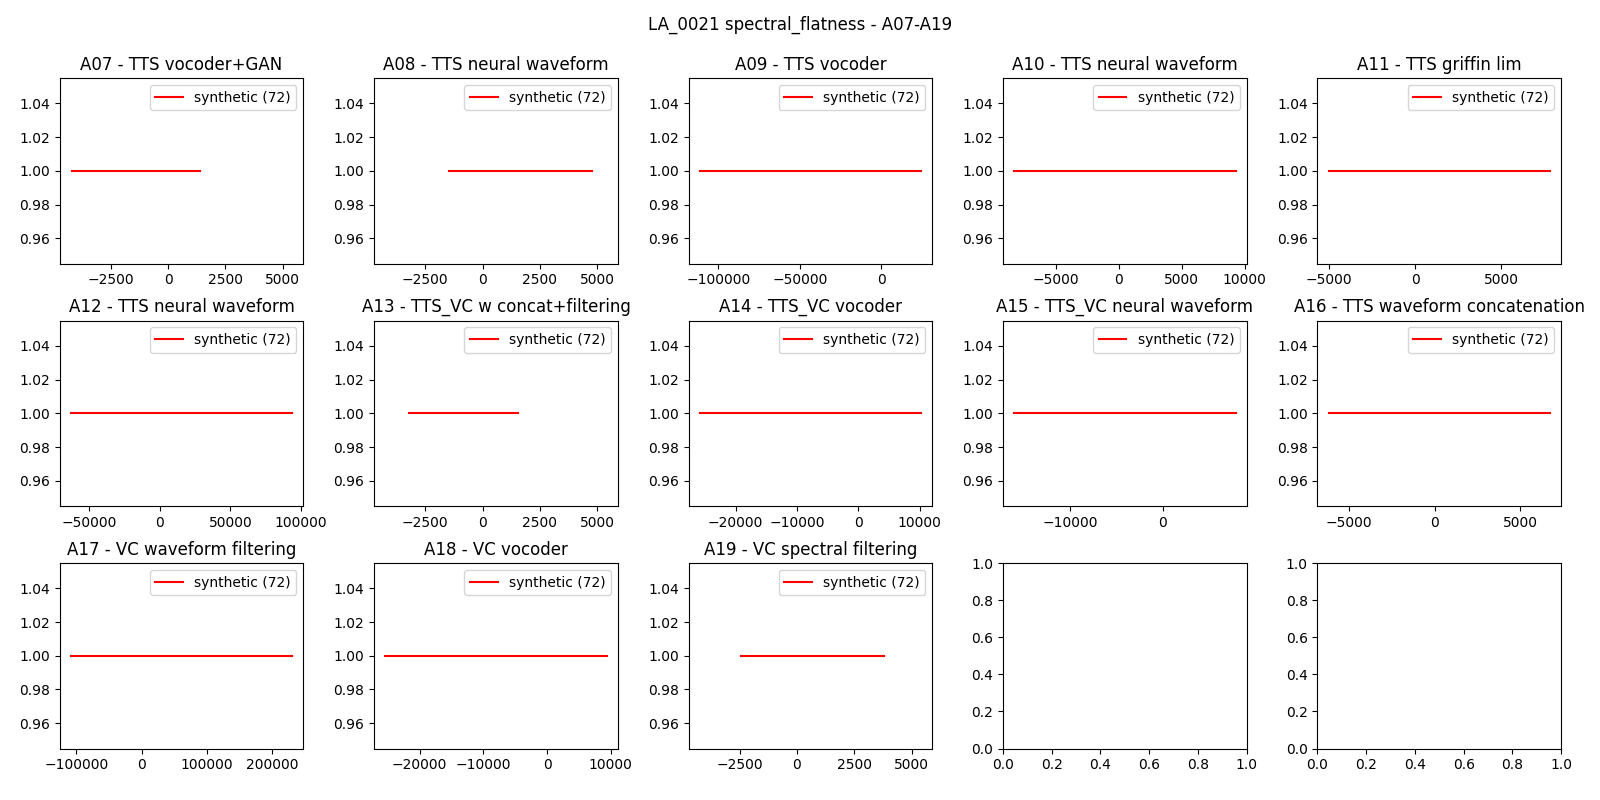 LA_0021 spectral_flatness - A07-A19
A07 - TTS vocoder+GAN
synthetic (72)
1.04
1.02
1.00
0.98
0.96
−2500 0 2500 5000
A08 - TTS neural waveform
synthetic (72)
1.04
1.02
1.00
0.98
0.96
−2500 0 2500 5000
A09 - TTS vocoder
synthetic (72)
1.04
1.02
1.00
0.98
0.96
−100000 −50000 0
A10 - TTS neural waveform
synthetic (72)
1.04
1.02
1.00
0.98
0.96
−5000 0 5000 10000
A11 - TTS griffin lim
synthetic (72)
1.04
1.02
1.00
0.98
0.96
−5000 0 5000
A12 - TTS neural waveform
synthetic (72)
1.04
1.02
1.00
0.98
0.96
−50000 0 50000 100000
A13 - TTS_VC w concat+filtering
synthetic (72)
1.04
1.02
1.00
0.98
0.96
−2500 0 2500 5000
A14 - TTS_VC vocoder
synthetic (72)
1.04
1.02
1.00
0.98
0.96
−20000 −10000 0 10000
A15 - TTS_VC neural waveform
synthetic (72)
1.04
1.02
1.00
0.98
0.96
−10000 0
A16 - TTS waveform concatenation
synthetic (72)
1.04
1.02
1.00
0.98
0.96
−5000 0 5000
A17 - VC waveform filtering
synthetic (72)
1.04
1.02
1.00
0.98
0.96
−100000 0 100000 200000
A18 - VC vocoder
synthetic (72)
1.04
1.02
1.00
0.98
0.96
−20000 −10000 0 10000
A19 - VC spectral filtering
synthetic (72)
1.04
1.02
1.00
0.98
0.96
−2500 0 2500 5000
1.0
0.8
0.6
0.4
0.2
0.0
0.0 0.2 0.4 0.6 0.8 1.0
1.0
0.8
0.6
0.4
0.2
0.0
0.0 0.2 0.4 0.6 0.8 1.0